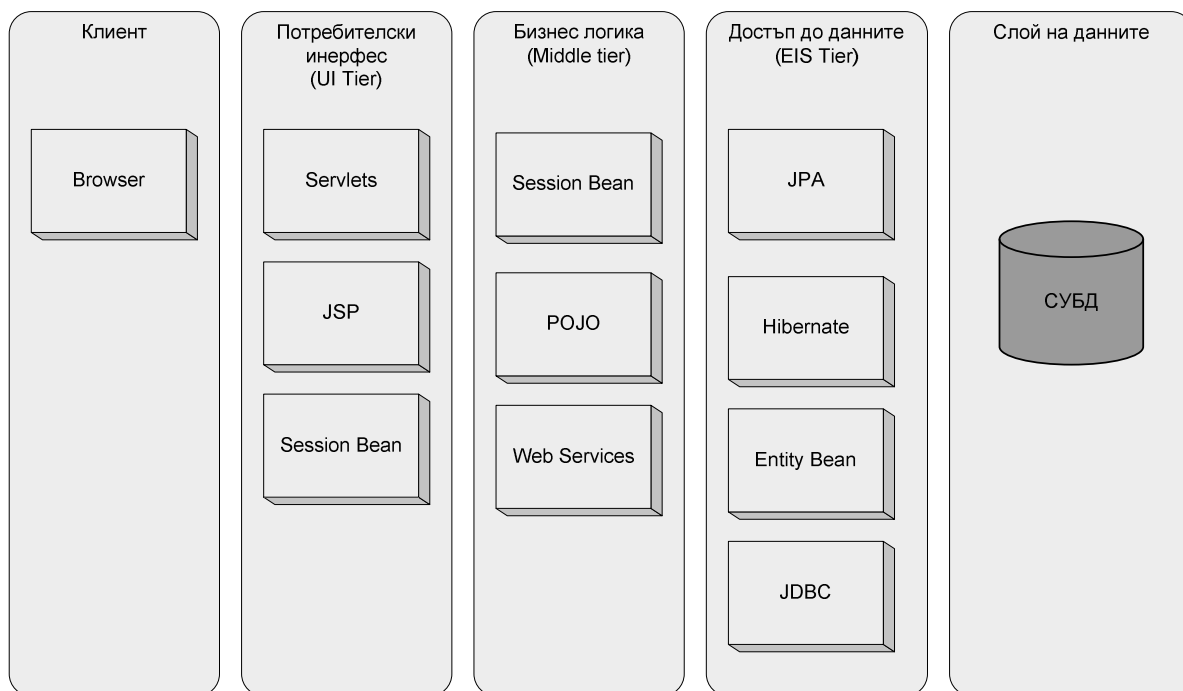 Клиент
Browser
Потребителски
инерфес
(UI Tier)
Servlets
JSP
Session Bean
Бизнес логика
(Middle tier)
Session Bean
POJO
Web Services
Достъп до данните
(EIS Tier)
JPA
Hibernate
Entity Bean
JDBC
Слой на данните
СУБД